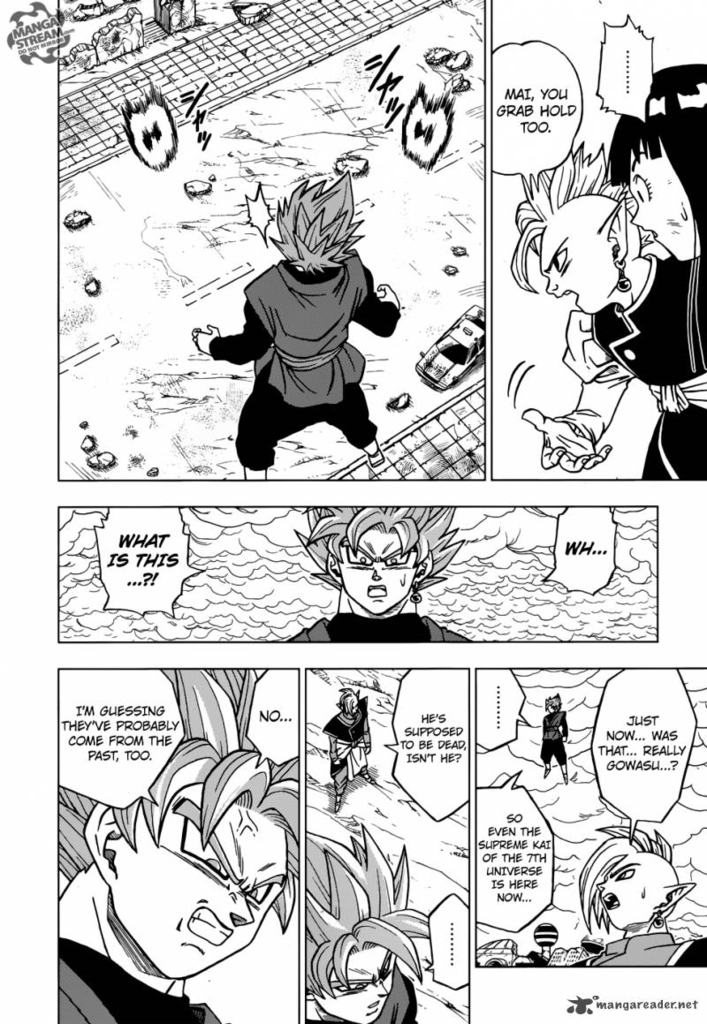 MANGA
STREAM
DO NOT MIRROR
.......
MAI, YOU
GRAB HOLD
TOO.
WH...
WHAT
IS THIS
...?!
JUST
NOW... WAS
THAT... REALLY
GOWASU...?
.......
SO
EVEN THE
SUPREME KAI
OF THE 7TH
UNIVERSE
IS HERE
NOW...
HE'S
SUPPOSED
TO BE DEAD,
ISN'T HE?
.......
NO...
I'M GUESSING
THEY'VE PROBABLY
COME FROM THE
PAST, TOO.
mangareader.net